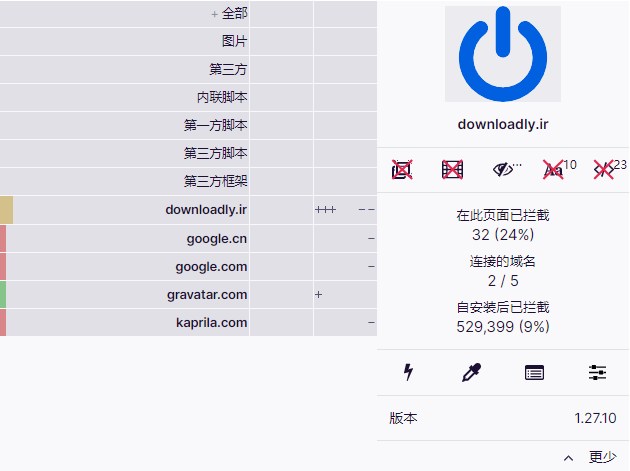 + 全部
图片
第三方
内联脚本
第一方脚本
第三方脚本
第三方框架
downloadly.ir +++ --
google.cn -
google.com -
gravatar.com +
kaprila.com -
downloadly.ir
... Aa 10 23
在此页面已拦截
32 (24%)
连接的域名
2 / 5
自安装后已拦截
529,399 (9%)
版本 1.27.10
更少